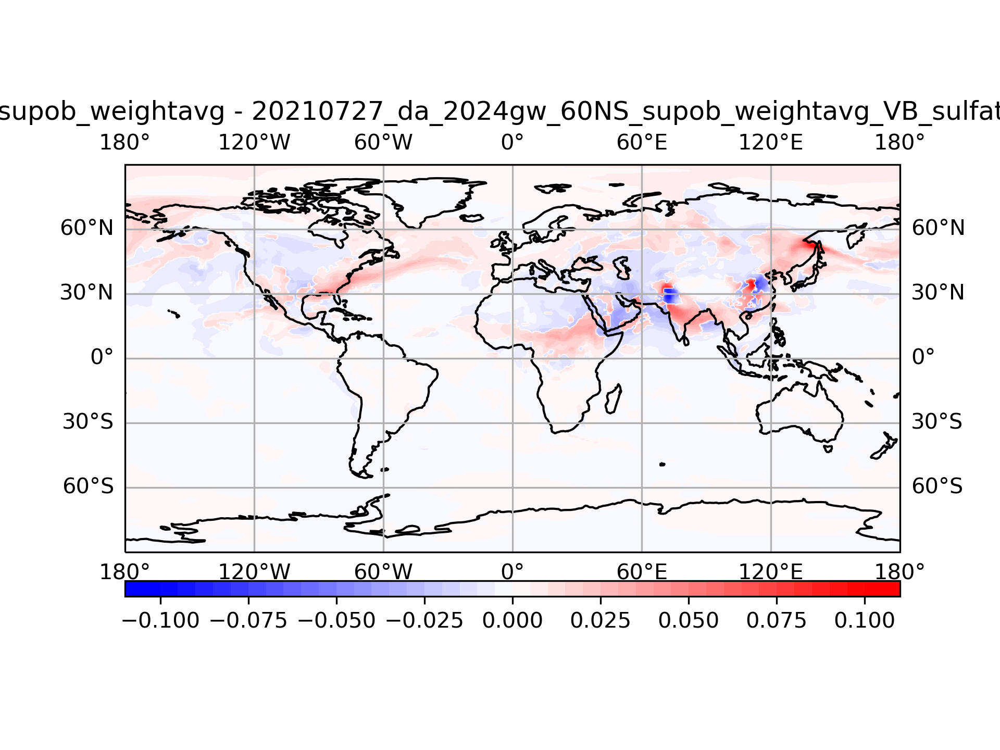 supob_weightavg - 20210727_da_2024gw_60NS_supob_weightavg_VB_sulfat
180° 120°W 60°W 0° 60°E 120°E 180°
60°N 60°N
30°N 30°N
0° 0°
30°S 30°S
60°S 60°S
180° 120°W 60°W 0° 60°E 120°E 180°
−0.100 −0.075 −0.050 −0.025 0.000 0.025 0.050 0.075 0.100